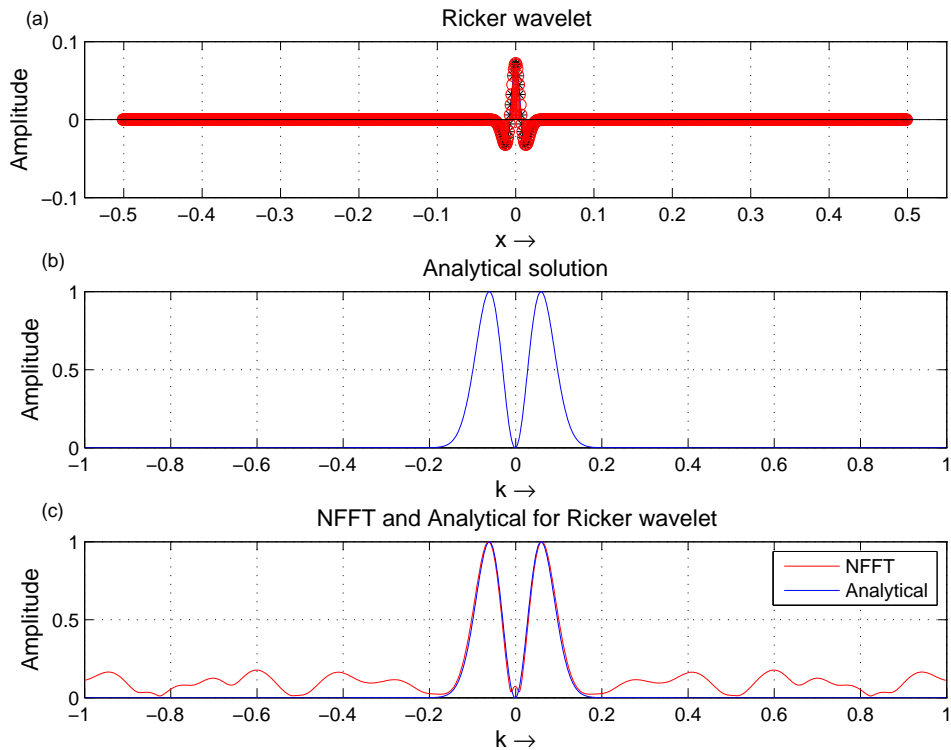 (a)
Ricker wavelet
0.1
0
−0.1
Amplitude
−0.5 −0.4 −0.3 −0.2 −0.1 0 0.1 0.2 0.3 0.4 0.5
x →
(b)
Analytical solution
1
0.5
0
Amplitude
−1 −0.8 −0.6 −0.4 −0.2 0 0.2 0.4 0.6 0.8 1
k →
(c)
NFFT and Analytical for Ricker wavelet
1
0.5
0
Amplitude
NFFT
Analytical
−1 −0.8 −0.6 −0.4 −0.2 0 0.2 0.4 0.6 0.8 1
k →